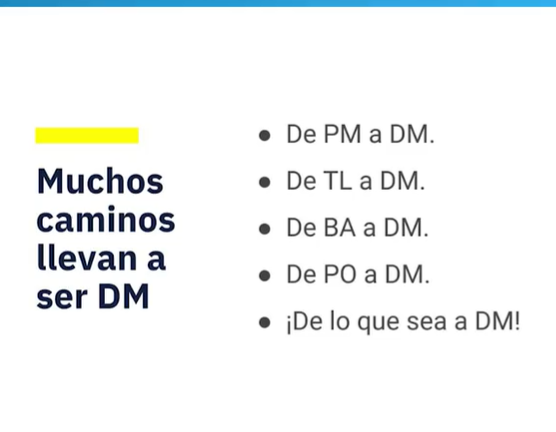 Muchos
caminos
llevan a
ser DM
● De PM a DM.
● De TL a DM.
● De BA a DM.
● De PO a DM.
● ¡De lo que sea a DM!